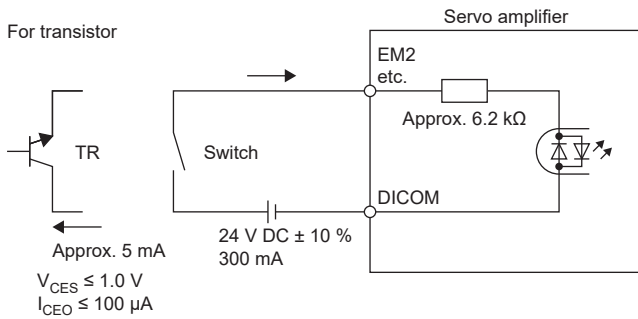 Servo amplifier
For transistor
EM2
etc.
Approx. 6.2 kΩ
TR
Switch
DICOM
24 V DC ± 10 %
300 mA
Approx. 5 mA
V_CES ≤ 1.0 V
I_CEO ≤ 100 μA